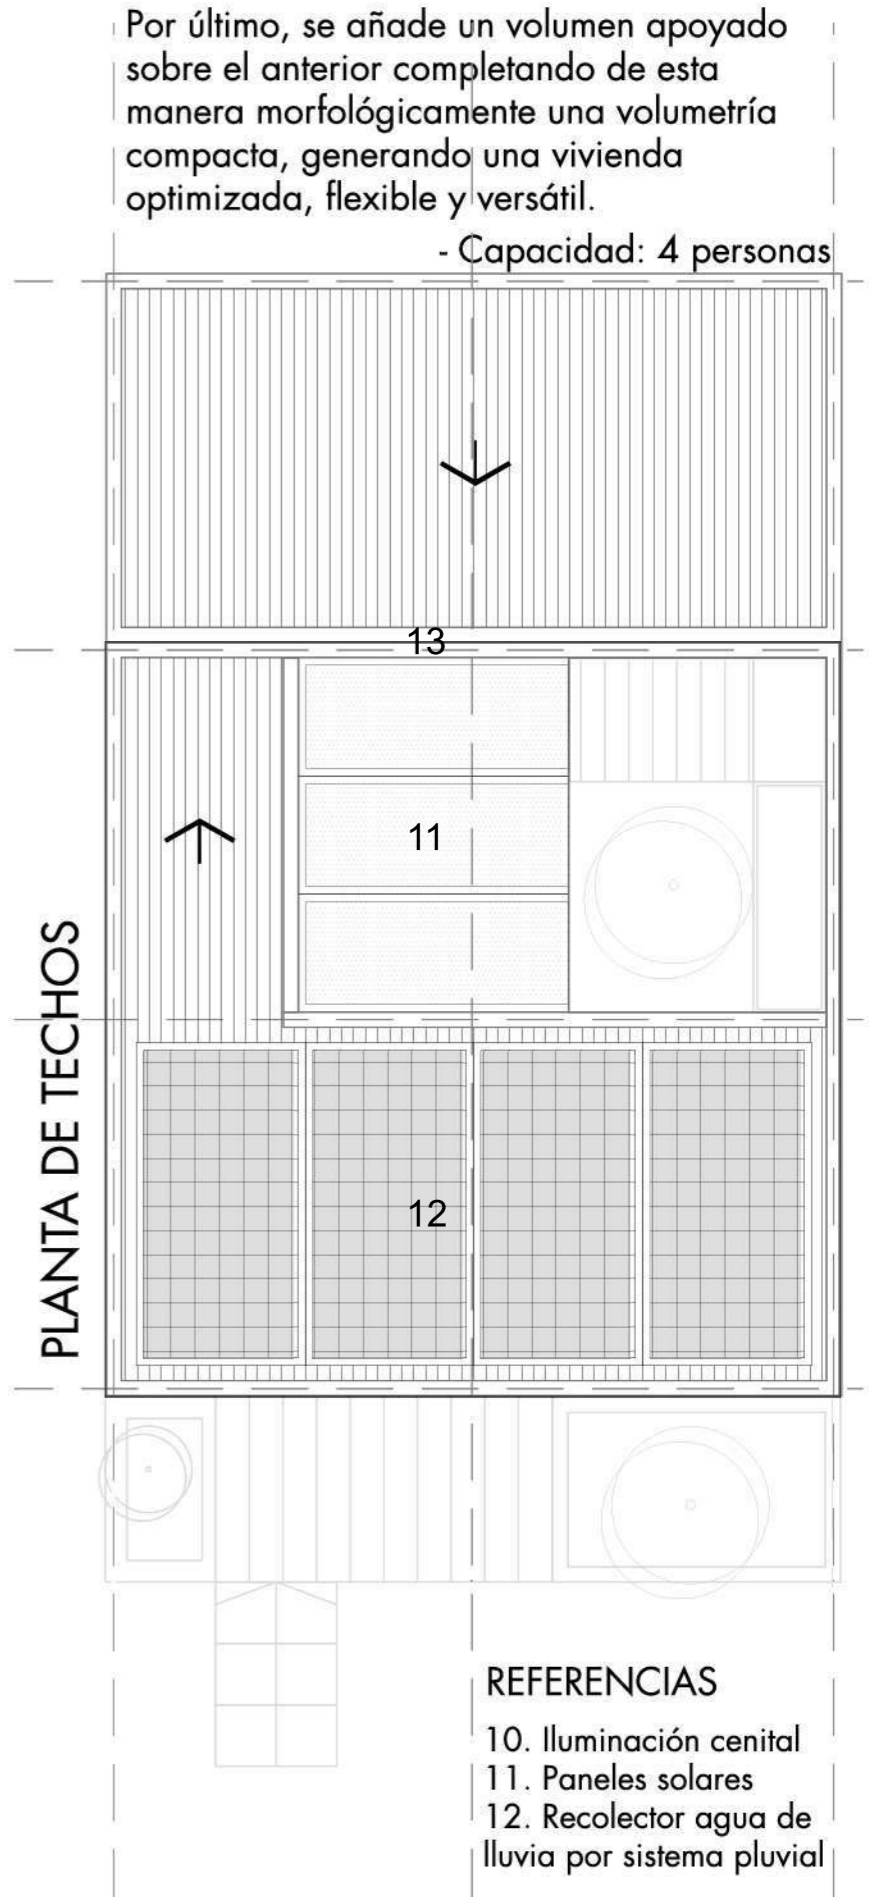 Por último, se añade un volumen apoyado
sobre el anterior completando de esta
manera morfológicamente una volumetría
compacta, generando una vivienda
optimizada, flexible y versátil.
- Capacidad: 4 personas
13
11
PLANTA DE TECHOS
12
REFERENCIAS
10. Iluminación cenital
11. Paneles solares
12. Recolector agua de
lluvia por sistema pluvial